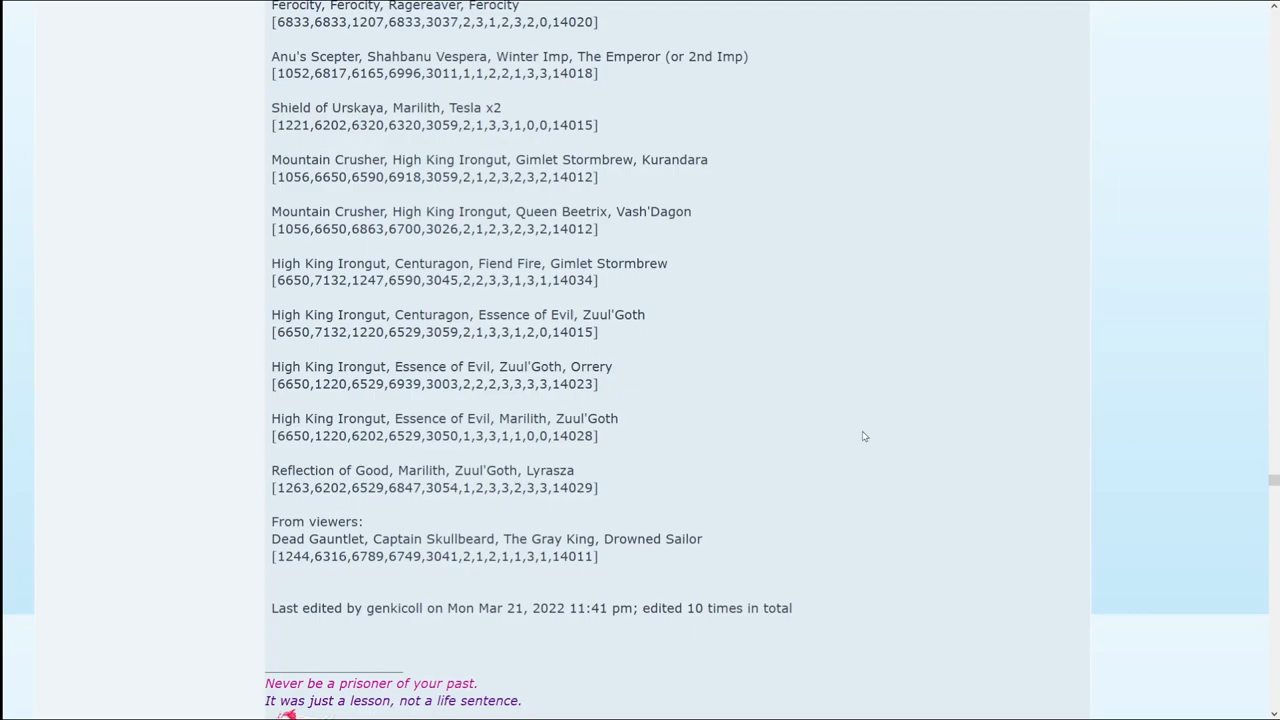 Ferocity, Ferocity, Ragereaver, Ferocity
[6833,6833,1207,6833,3037,2,3,1,2,3,2,0,14020]
Anu's Scepter, Shahbanu Vespera, Winter Imp, The Emperor (or 2nd Imp)
[1052,6817,6165,6996,3011,1,1,2,2,1,3,3,14018]
Shield of Urskaya, Marilith, Tesla x2
[1221,6202,6320,6320,3059,2,1,3,3,1,0,0,14015]
Mountain Crusher, High King Irongut, Gimlet Stormbrew, Kurandara
[1056,6650,6590,6918,3059,2,1,2,3,2,3,2,14012]
Mountain Crusher, High King Irongut, Queen Beetrix, Vash'Dagon
[1056,6650,6863,6700,3026,2,1,2,3,2,3,2,14012]
High King Irongut, Centuragon, Fiend Fire, Gimlet Stormbrew
[6650,7132,1247,6590,3045,2,2,3,3,1,3,1,14034]
High King Irongut, Centuragon, Essence of Evil, Zuul'Goth
[6650,7132,1220,6529,3059,2,1,3,3,1,2,0,14015]
High King Irongut, Essence of Evil, Zuul'Goth, Orrery
[6650,1220,6529,6939,3003,2,2,2,3,3,3,3,14023]
High King Irongut, Essence of Evil, Marilith, Zuul'Goth
[6650,1220,6202,6529,3050,1,3,3,1,1,0,0,14028]
Reflection of Good, Marilith, Zuul'Goth, Lyrasza
[1263,6202,6529,6847,3054,1,2,3,3,2,3,3,14029]
From viewers:
Dead Gauntlet, Captain Skullbeard, The Gray King, Drowned Sailor
[1244,6316,6789,6749,3041,2,1,2,1,1,3,1,14011]
Last edited by genkicoll on Mon Mar 21, 2022 11:41 pm; edited 10 times in total
Never be a prisoner of your past.
It was just a lesson, not a life sentence.